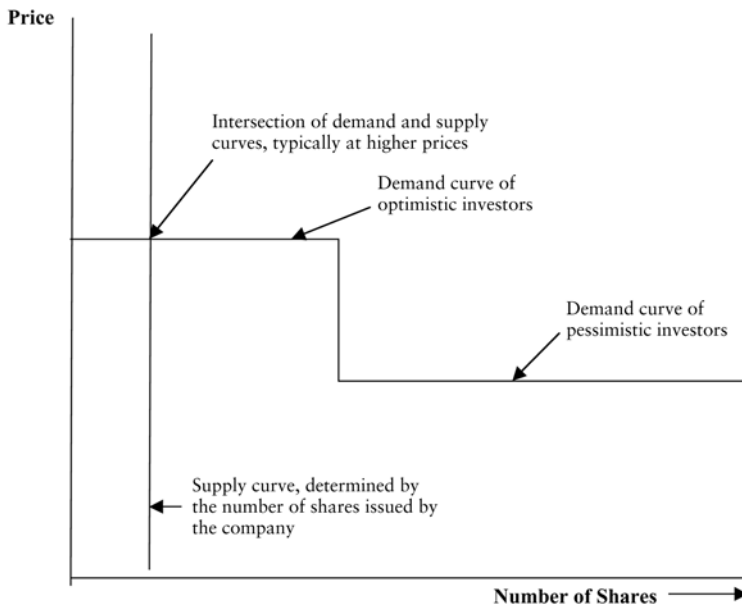 Price
Intersection of demand and supply
curves, typically at higher prices
Demand curve of
optimistic investors
Demand curve of
pessimistic investors
Supply curve, determined by
the number of shares issued by
the company
Number of Shares